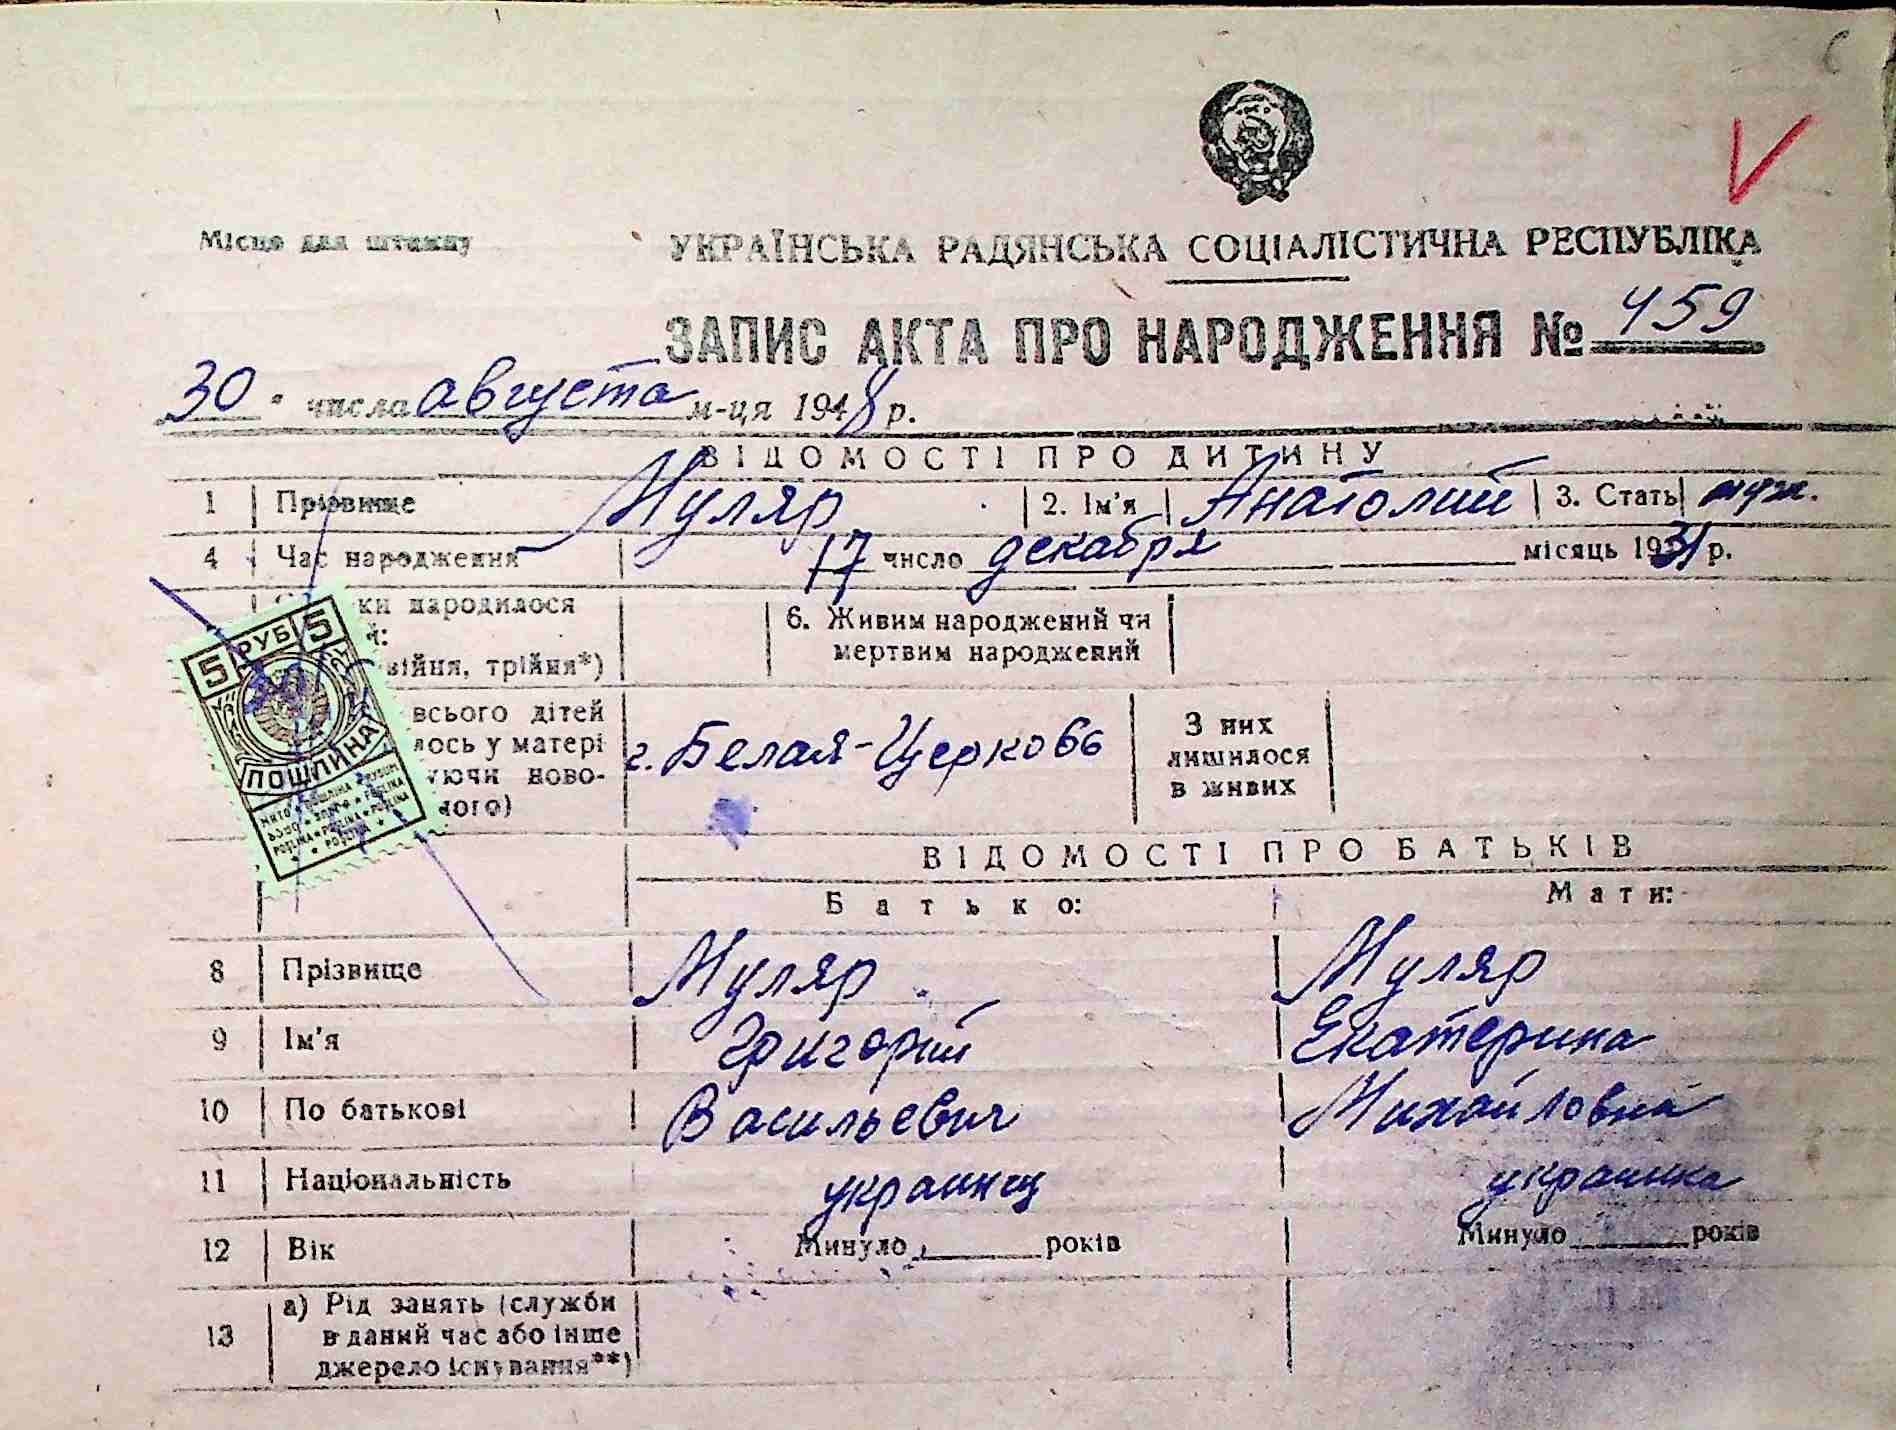 Місце для штампу
УКРАЇНСЬКА РАДЯНСЬКА СОЦІАЛІСТИЧНА РЕСПУБЛІКА
ЗАПИС АКТА ПРО НАРОДЖЕННЯ № 459
30 числа августа м-ця 1948 р.
ВІДОМОСТІ ПРО ДИТИНУ
1 Прізвище Муляр 2. Ім'я Анатолий 3. Стать муж.
4 Час народження 17 число декабря місяць 1931 р.
ки народилося
й:
війня, трійня*)
6. Живим народжений чи
мертвим народжений
5 РУБ 5
ПОШЛИНА
всього дітей
лось у матері
уючи ново-
ного)
г. Белая-Церковь
З них
лишилося
в живих
ВІДОМОСТІ ПРО БАТЬКІВ
Батько: Мати:
8 Прізвище Муляр Муляр
9 Ім'я Григорий Екатерина
10 По батькові Васильевич Михайловна
11 Національність украинец украинка
12 Вік Минуло років Минуло років
13 а) Рід занять (служби
в даний час або інше
джерело існування**)